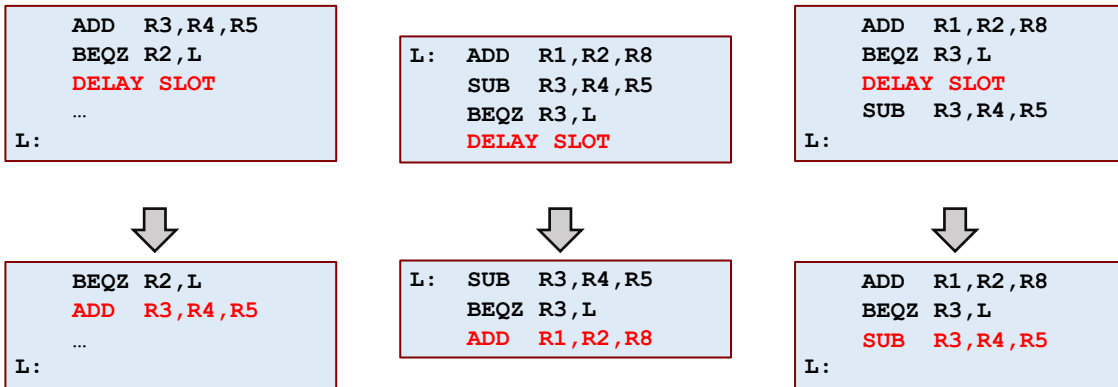 ADD R3,R4,R5
BEQZ R2,L
DELAY SLOT
…
L:
L: ADD R1,R2,R8
SUB R3,R4,R5
BEQZ R3,L
DELAY SLOT
ADD R1,R2,R8
BEQZ R3,L
DELAY SLOT
SUB R3,R4,R5
L:
BEQZ R2,L
ADD R3,R4,R5
…
L:
L: SUB R3,R4,R5
BEQZ R3,L
ADD R1,R2,R8
ADD R1,R2,R8
BEQZ R3,L
SUB R3,R4,R5
L: